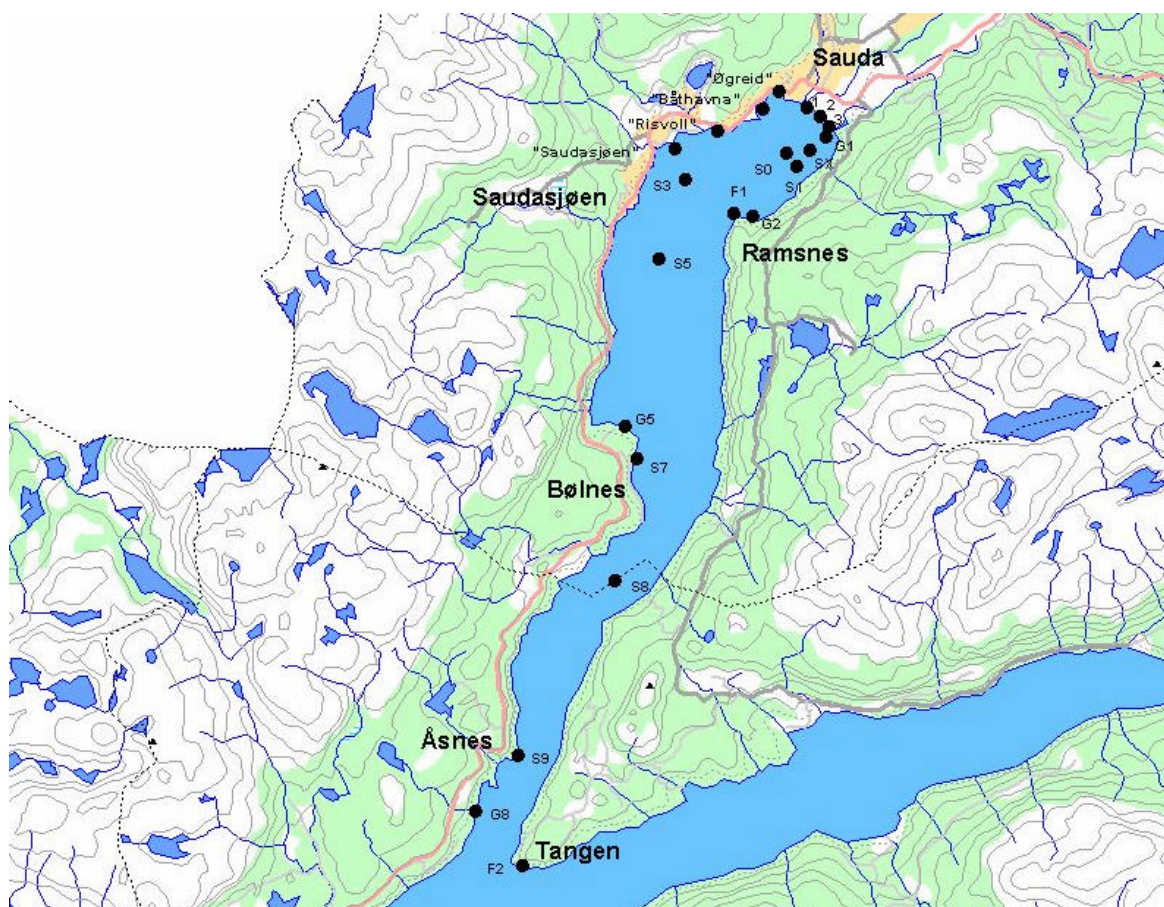 Sauda
"Øgreid"
"Båthavna"
1
2
"Risvoll"
3
"Saudasjøen"
G1
S0
S1
S3
Saudasjøen
F1
G2
Ramsnes
S5
G5
S7
Bølnes
S8
Åsnes
S9
G8
Tangen
F2